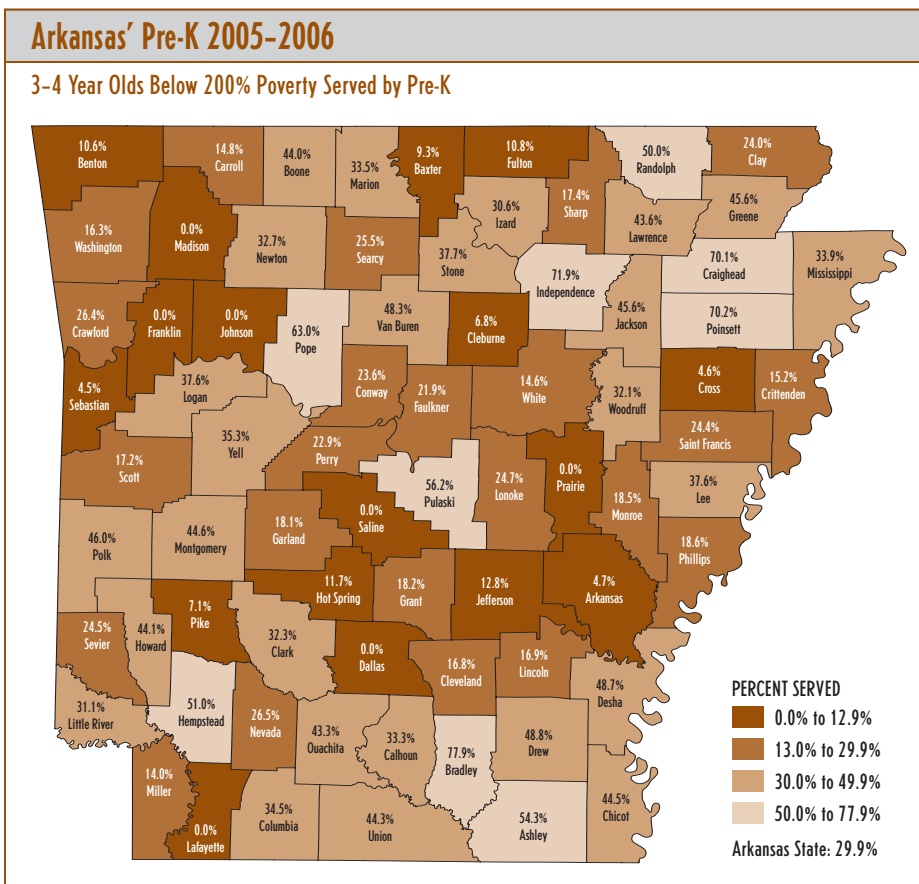 Arkansas' Pre-K 2005–2006
3–4 Year Olds Below 200% Poverty Served by Pre-K
10.6%
Benton
14.8%
Carroll
44.0%
Boone
33.5%
Marion
9.3%
Baxter
10.8%
Fulton
50.0%
Randolph
24.0%
Clay
16.3%
Washington
0.0%
Madison
32.7%
Newton
25.5%
Searcy
37.7%
Stone
30.6%
Izard
17.4%
Sharp
43.6%
Lawrence
45.6%
Greene
70.1%
Craighead
33.9%
Mississippi
26.4%
Crawford
0.0%
Franklin
0.0%
Johnson
63.0%
Pope
48.3%
Van Buren
6.8%
Cleburne
71.9%
Independence
45.6%
Jackson
70.2%
Poinsett
4.5%
Sebastian
37.6%
Logan
23.6%
Conway
21.9%
Faulkner
14.6%
White
32.1%
Woodruff
4.6%
Cross
15.2%
Crittenden
17.2%
Scott
35.3%
Yell
22.9%
Perry
56.2%
Pulaski
24.7%
Lonoke
0.0%
Prairie
18.5%
Monroe
24.4%
Saint Francis
37.6%
Lee
46.0%
Polk
44.6%
Montgomery
18.1%
Garland
0.0%
Saline
18.6%
Phillips
11.7%
Hot Spring
18.2%
Grant
12.8%
Jefferson
4.7%
Arkansas
24.5%
Sevier
44.1%
Howard
7.1%
Pike
32.3%
Clark
0.0%
Dallas
16.8%
Cleveland
16.9%
Lincoln
48.7%
Desha
31.1%
Little River
51.0%
Hempstead
26.5%
Nevada
43.3%
Ouachita
33.3%
Calhoun
77.9%
Bradley
48.8%
Drew
14.0%
Miller
0.0%
Lafayette
34.5%
Columbia
44.3%
Union
54.3%
Ashley
44.5%
Chicot
PERCENT SERVED
0.0% to 12.9%
13.0% to 29.9%
30.0% to 49.9%
50.0% to 77.9%
Arkansas State: 29.9%